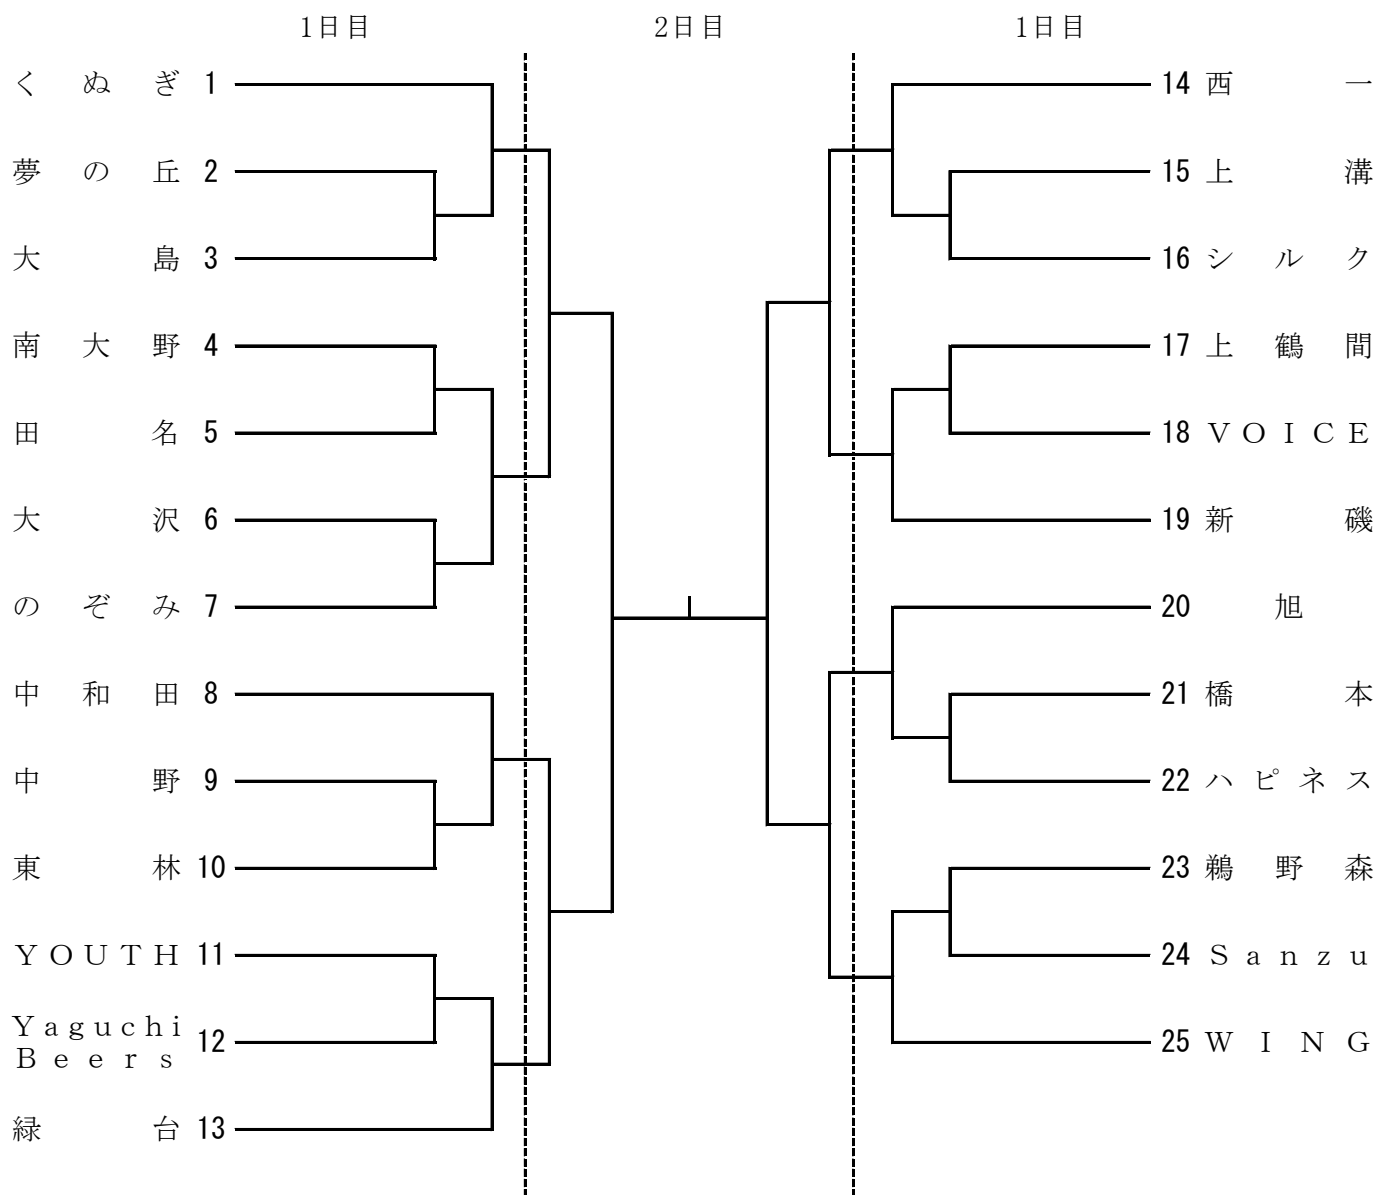 1日目 2日目 1日目
くぬぎ 1
夢の丘 2
大島 3
南大野 4
田名 5
大沢 6
のぞみ 7
中和田 8
中野 9
東林 10
YOUTH 11
Yaguchi
Beers 12
緑台 13
14 西一
15 上溝
16 シルク
17 上鶴間
18 VOICE
19 新磯
20 旭
21 橋本
22 ハピネス
23 鵜野森
24 Sanzu
25 WING